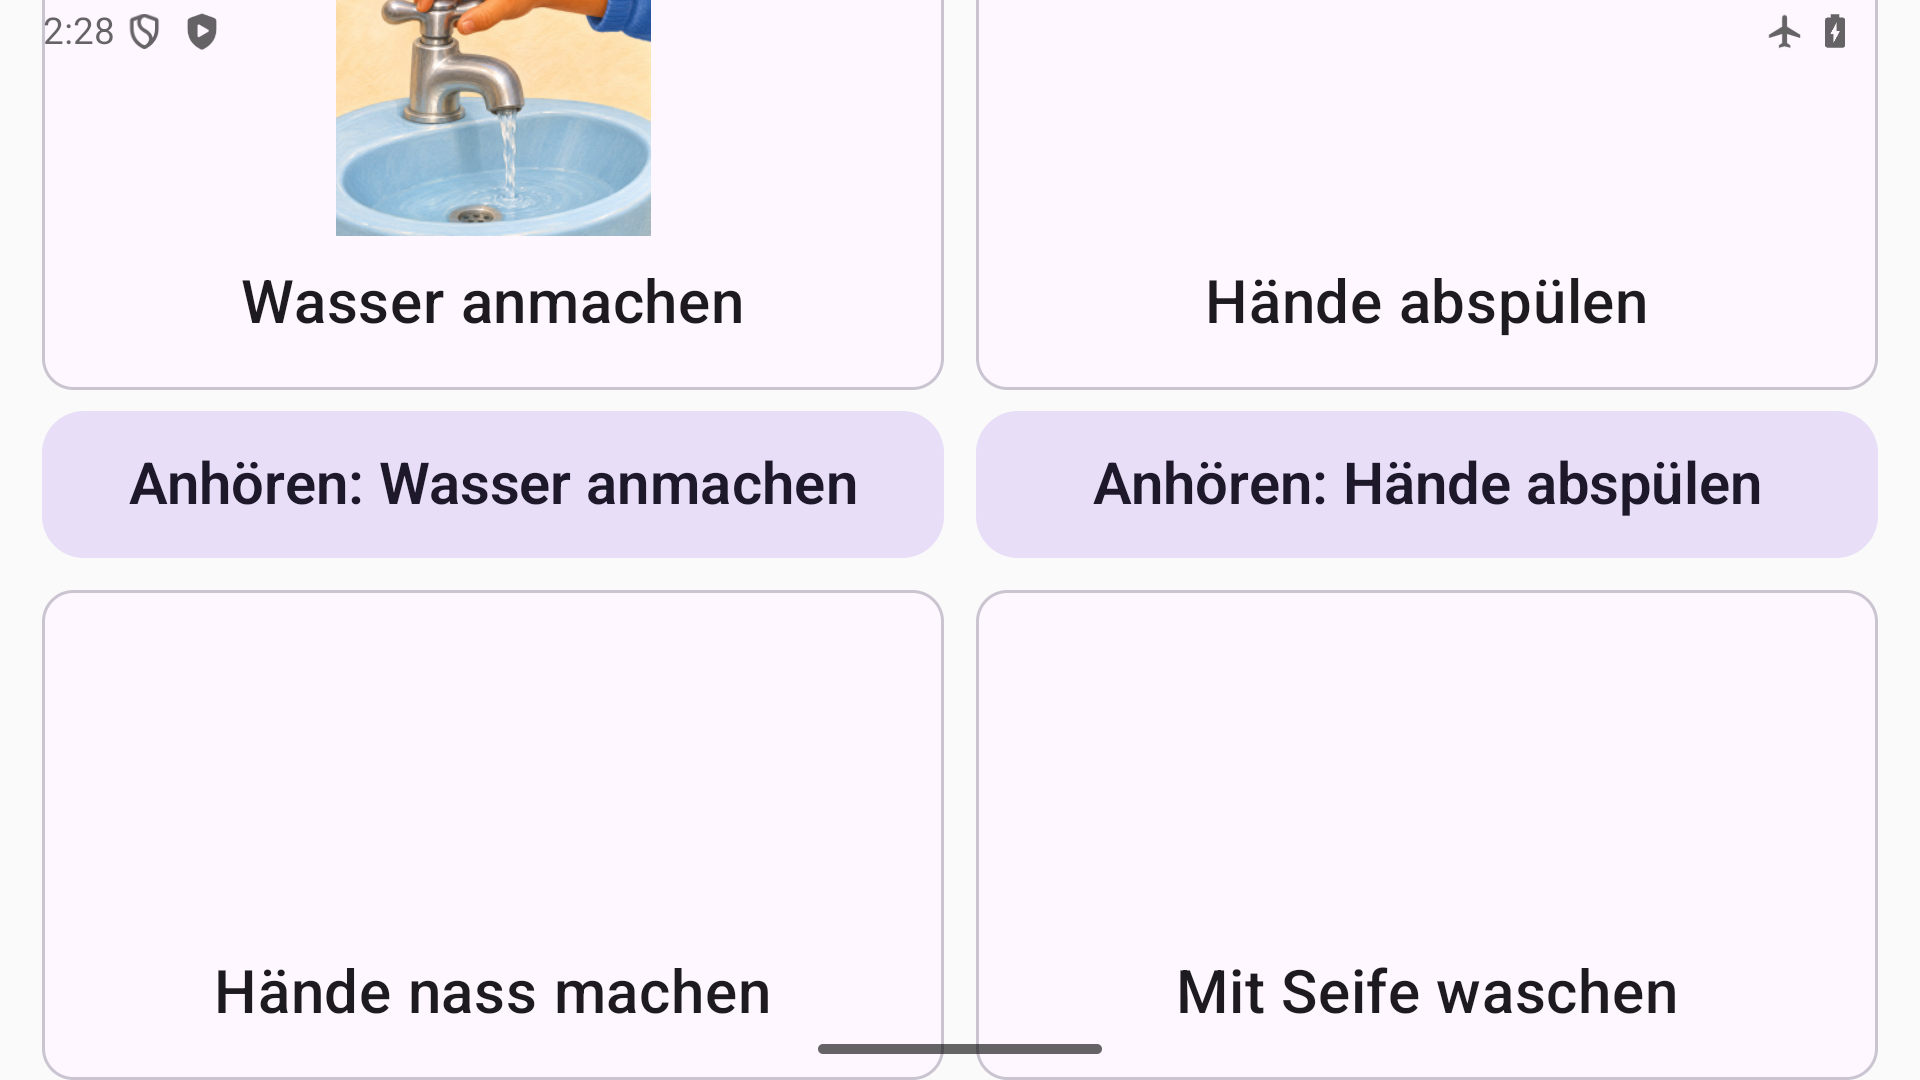 2:28
Wasser anmachen
Hände abspülen
Anhören: Wasser anmachen
Anhören: Hände abspülen
Hände nass machen
Mit Seife waschen